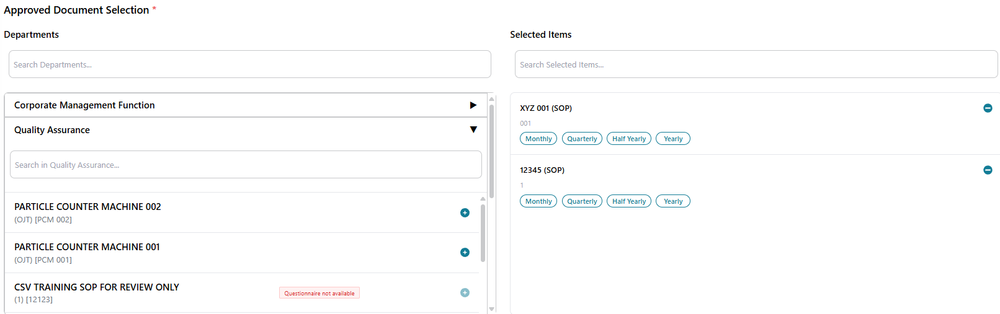 Approved Document Selection *
Departments
Search Departments...
Corporate Management Function
Quality Assurance
Search in Quality Assurance...
PARTICLE COUNTER MACHINE 002
(OJT) [PCM 002]
PARTICLE COUNTER MACHINE 001
(OJT) [PCM 001]
CSV TRAINING SOP FOR REVIEW ONLY
(1) [12123]
Questionnaire not available
Selected Items
Search Selected Items...
XYZ 001 (SOP)
001
Monthly Quarterly Half Yearly Yearly
12345 (SOP)
1
Monthly Quarterly Half Yearly Yearly